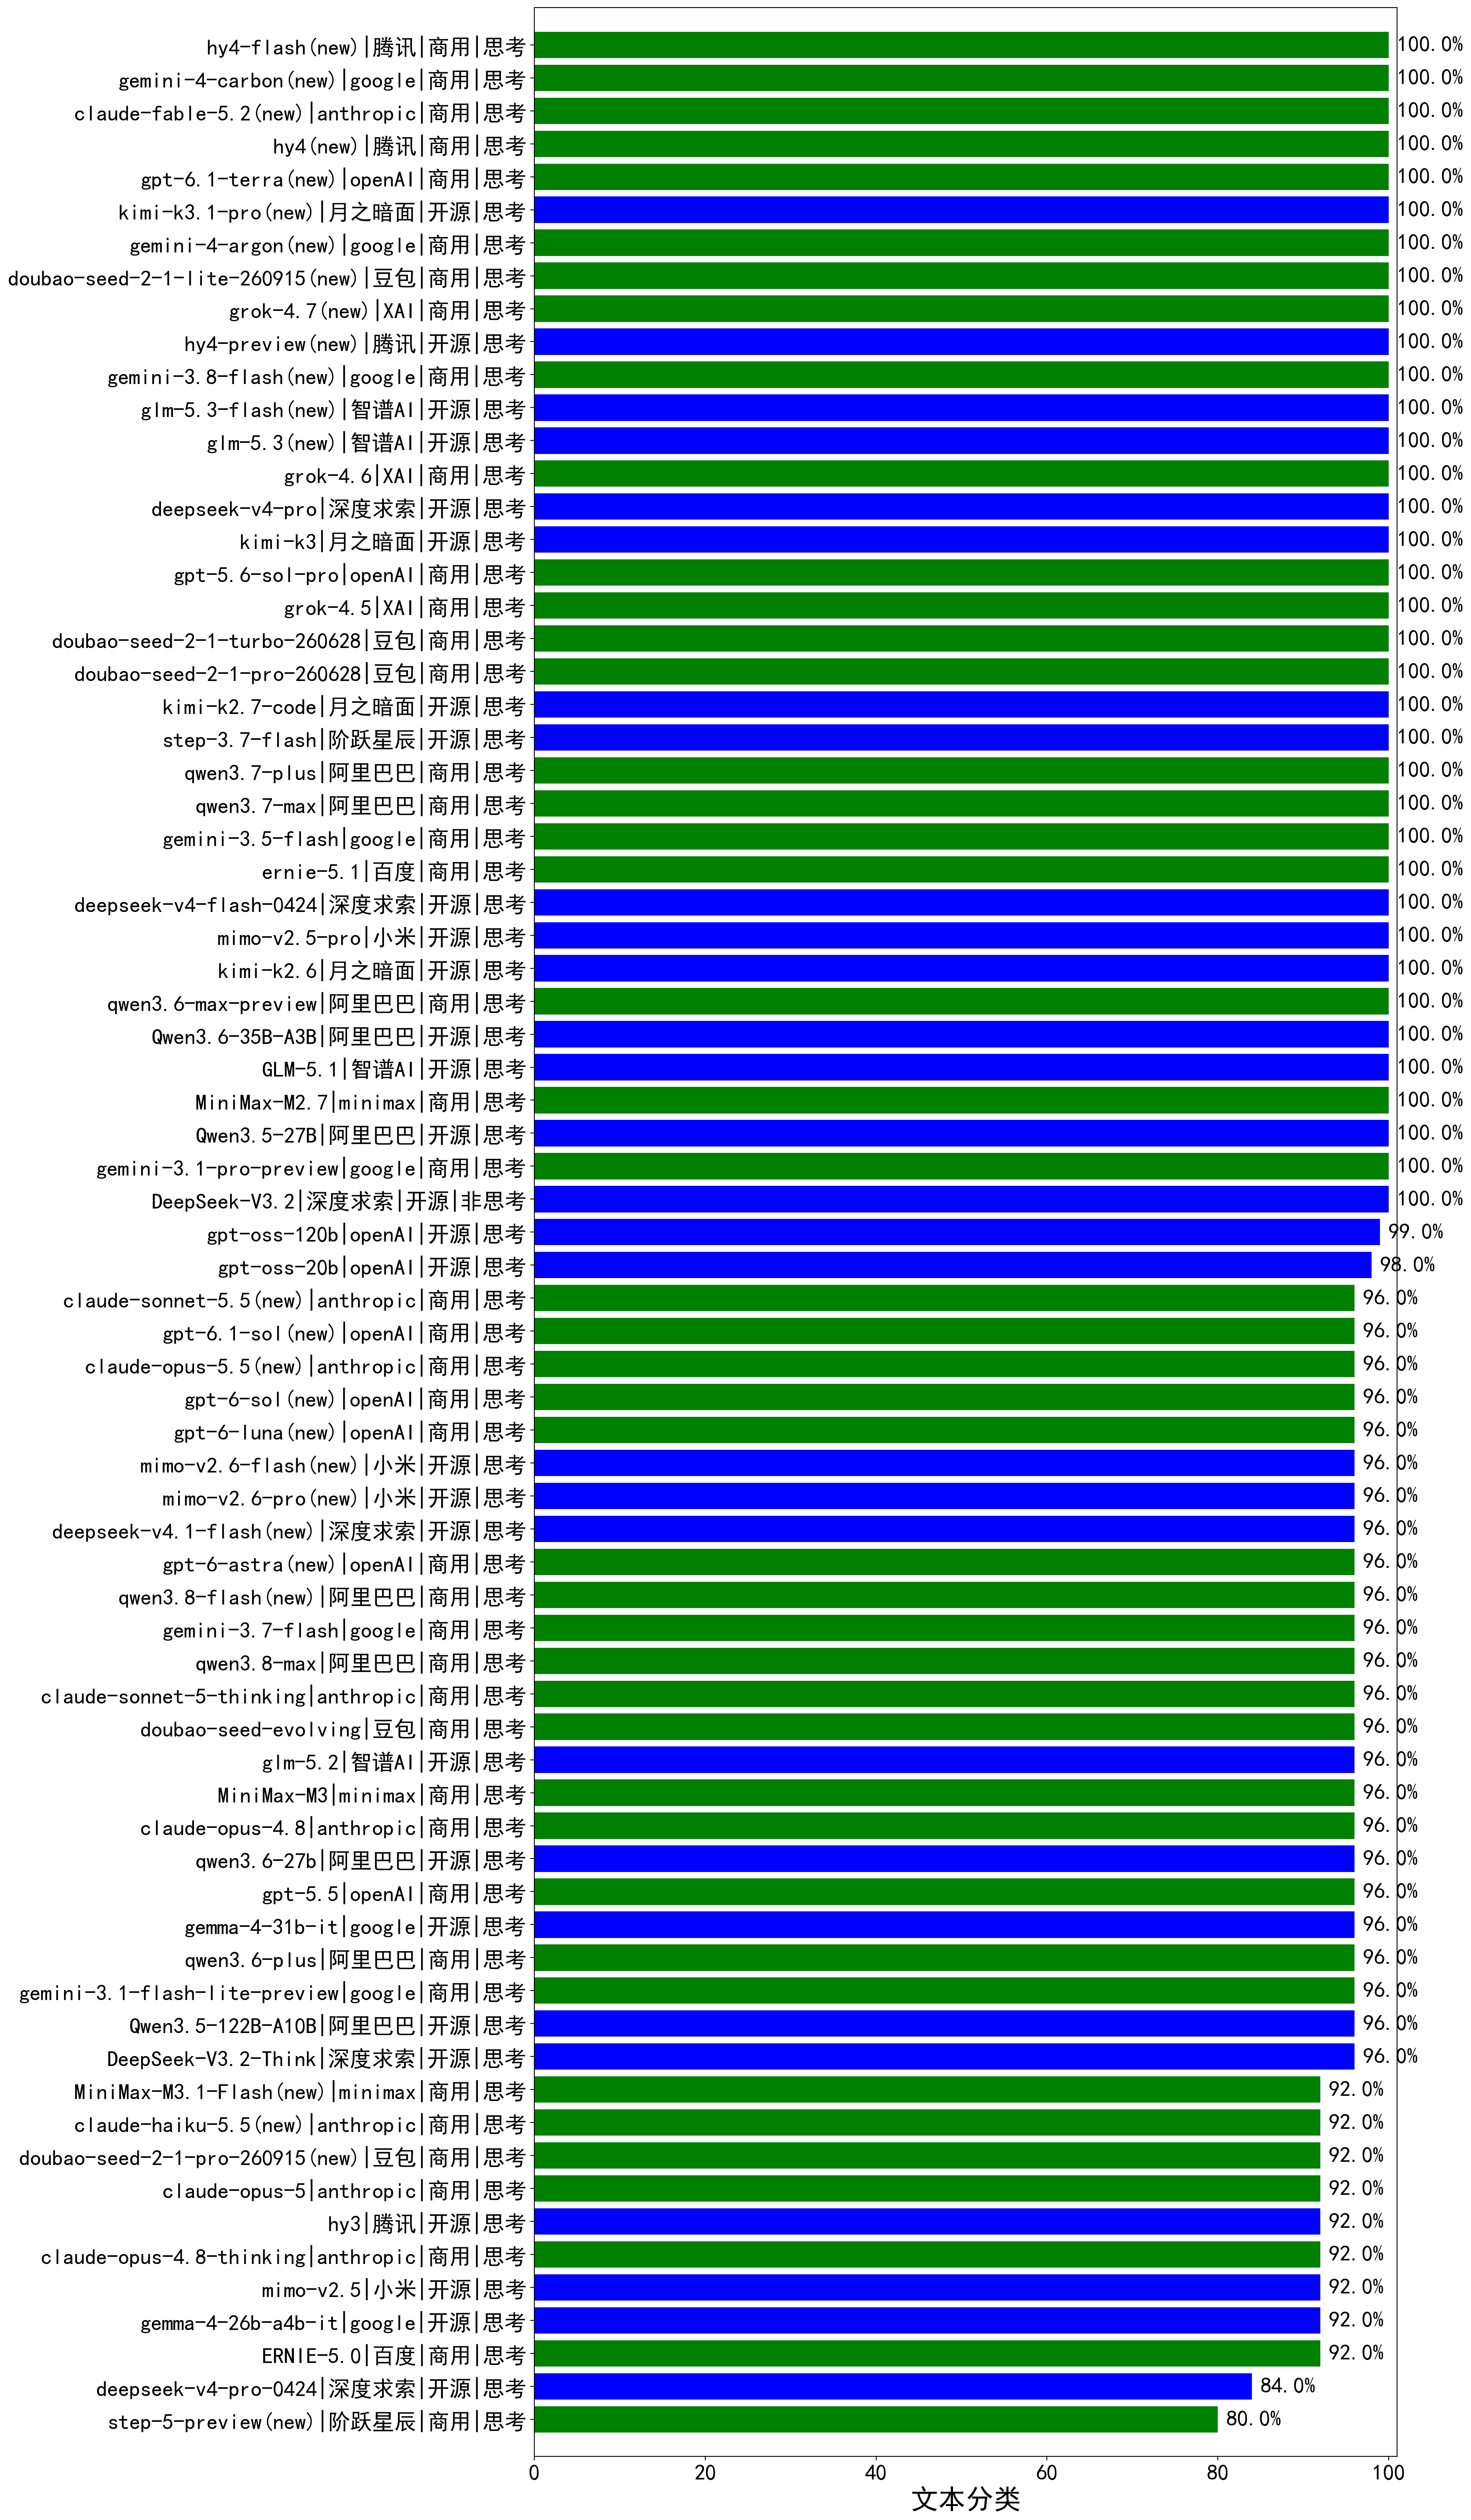 hy4-flash(new)|腾讯|商用|思考 100.0%
gemini-4-carbon(new)|google|商用|思考 100.0%
claude-fable-5.2(new)|anthropic|商用|思考 100.0%
hy4(new)|腾讯|商用|思考 100.0%
gpt-6.1-terra(new)|openAI|商用|思考 100.0%
kimi-k3.1-pro(new)|月之暗面|开源|思考 100.0%
gemini-4-argon(new)|google|商用|思考 100.0%
doubao-seed-2-1-lite-260915(new)|豆包|商用|思考 100.0%
grok-4.7(new)|XAI|商用|思考 100.0%
hy4-preview(new)|腾讯|开源|思考 100.0%
gemini-3.8-flash(new)|google|商用|思考 100.0%
glm-5.3-flash(new)|智谱AI|开源|思考 100.0%
glm-5.3(new)|智谱AI|开源|思考 100.0%
grok-4.6|XAI|商用|思考 100.0%
deepseek-v4-pro|深度求索|开源|思考 100.0%
kimi-k3|月之暗面|开源|思考 100.0%
gpt-5.6-sol-pro|openAI|商用|思考 100.0%
grok-4.5|XAI|商用|思考 100.0%
doubao-seed-2-1-turbo-260628|豆包|商用|思考 100.0%
doubao-seed-2-1-pro-260628|豆包|商用|思考 100.0%
kimi-k2.7-code|月之暗面|开源|思考 100.0%
step-3.7-flash|阶跃星辰|开源|思考 100.0%
qwen3.7-plus|阿里巴巴|商用|思考 100.0%
qwen3.7-max|阿里巴巴|商用|思考 100.0%
gemini-3.5-flash|google|商用|思考 100.0%
ernie-5.1|百度|商用|思考 100.0%
deepseek-v4-flash-0424|深度求索|开源|思考 100.0%
mimo-v2.5-pro|小米|开源|思考 100.0%
kimi-k2.6|月之暗面|开源|思考 100.0%
qwen3.6-max-preview|阿里巴巴|商用|思考 100.0%
Qwen3.6-35B-A3B|阿里巴巴|开源|思考 100.0%
GLM-5.1|智谱AI|开源|思考 100.0%
MiniMax-M2.7|minimax|商用|思考 100.0%
Qwen3.5-27B|阿里巴巴|开源|思考 100.0%
gemini-3.1-pro-preview|google|商用|思考 100.0%
DeepSeek-V3.2|深度求索|开源|非思考 100.0%
gpt-oss-120b|openAI|开源|思考 99.0%
gpt-oss-20b|openAI|开源|思考 98.0%
claude-sonnet-5.5(new)|anthropic|商用|思考 96.0%
gpt-6.1-sol(new)|openAI|商用|思考 96.0%
claude-opus-5.5(new)|anthropic|商用|思考 96.0%
gpt-6-sol(new)|openAI|商用|思考 96.0%
gpt-6-luna(new)|openAI|商用|思考 96.0%
mimo-v2.6-flash(new)|小米|开源|思考 96.0%
mimo-v2.6-pro(new)|小米|开源|思考 96.0%
deepseek-v4.1-flash(new)|深度求索|开源|思考 96.0%
gpt-6-astra(new)|openAI|商用|思考 96.0%
qwen3.8-flash(new)|阿里巴巴|商用|思考 96.0%
gemini-3.7-flash|google|商用|思考 96.0%
qwen3.8-max|阿里巴巴|商用|思考 96.0%
claude-sonnet-5-thinking|anthropic|商用|思考 96.0%
doubao-seed-evolving|豆包|商用|思考 96.0%
glm-5.2|智谱AI|开源|思考 96.0%
MiniMax-M3|minimax|商用|思考 96.0%
claude-opus-4.8|anthropic|商用|思考 96.0%
qwen3.6-27b|阿里巴巴|开源|思考 96.0%
gpt-5.5|openAI|商用|思考 96.0%
gemma-4-31b-it|google|开源|思考 96.0%
qwen3.6-plus|阿里巴巴|商用|思考 96.0%
gemini-3.1-flash-lite-preview|google|商用|思考 96.0%
Qwen3.5-122B-A10B|阿里巴巴|开源|思考 96.0%
DeepSeek-V3.2-Think|深度求索|开源|思考 96.0%
MiniMax-M3.1-Flash(new)|minimax|商用|思考 92.0%
claude-haiku-5.5(new)|anthropic|商用|思考 92.0%
doubao-seed-2-1-pro-260915(new)|豆包|商用|思考 92.0%
claude-opus-5|anthropic|商用|思考 92.0%
hy3|腾讯|开源|思考 92.0%
claude-opus-4.8-thinking|anthropic|商用|思考 92.0%
mimo-v2.5|小米|开源|思考 92.0%
gemma-4-26b-a4b-it|google|开源|思考 92.0%
ERNIE-5.0|百度|商用|思考 92.0%
deepseek-v4-pro-0424|深度求索|开源|思考 84.0%
step-5-preview(new)|阶跃星辰|商用|思考 80.0%
0 20 40 60 80 100
文本分类